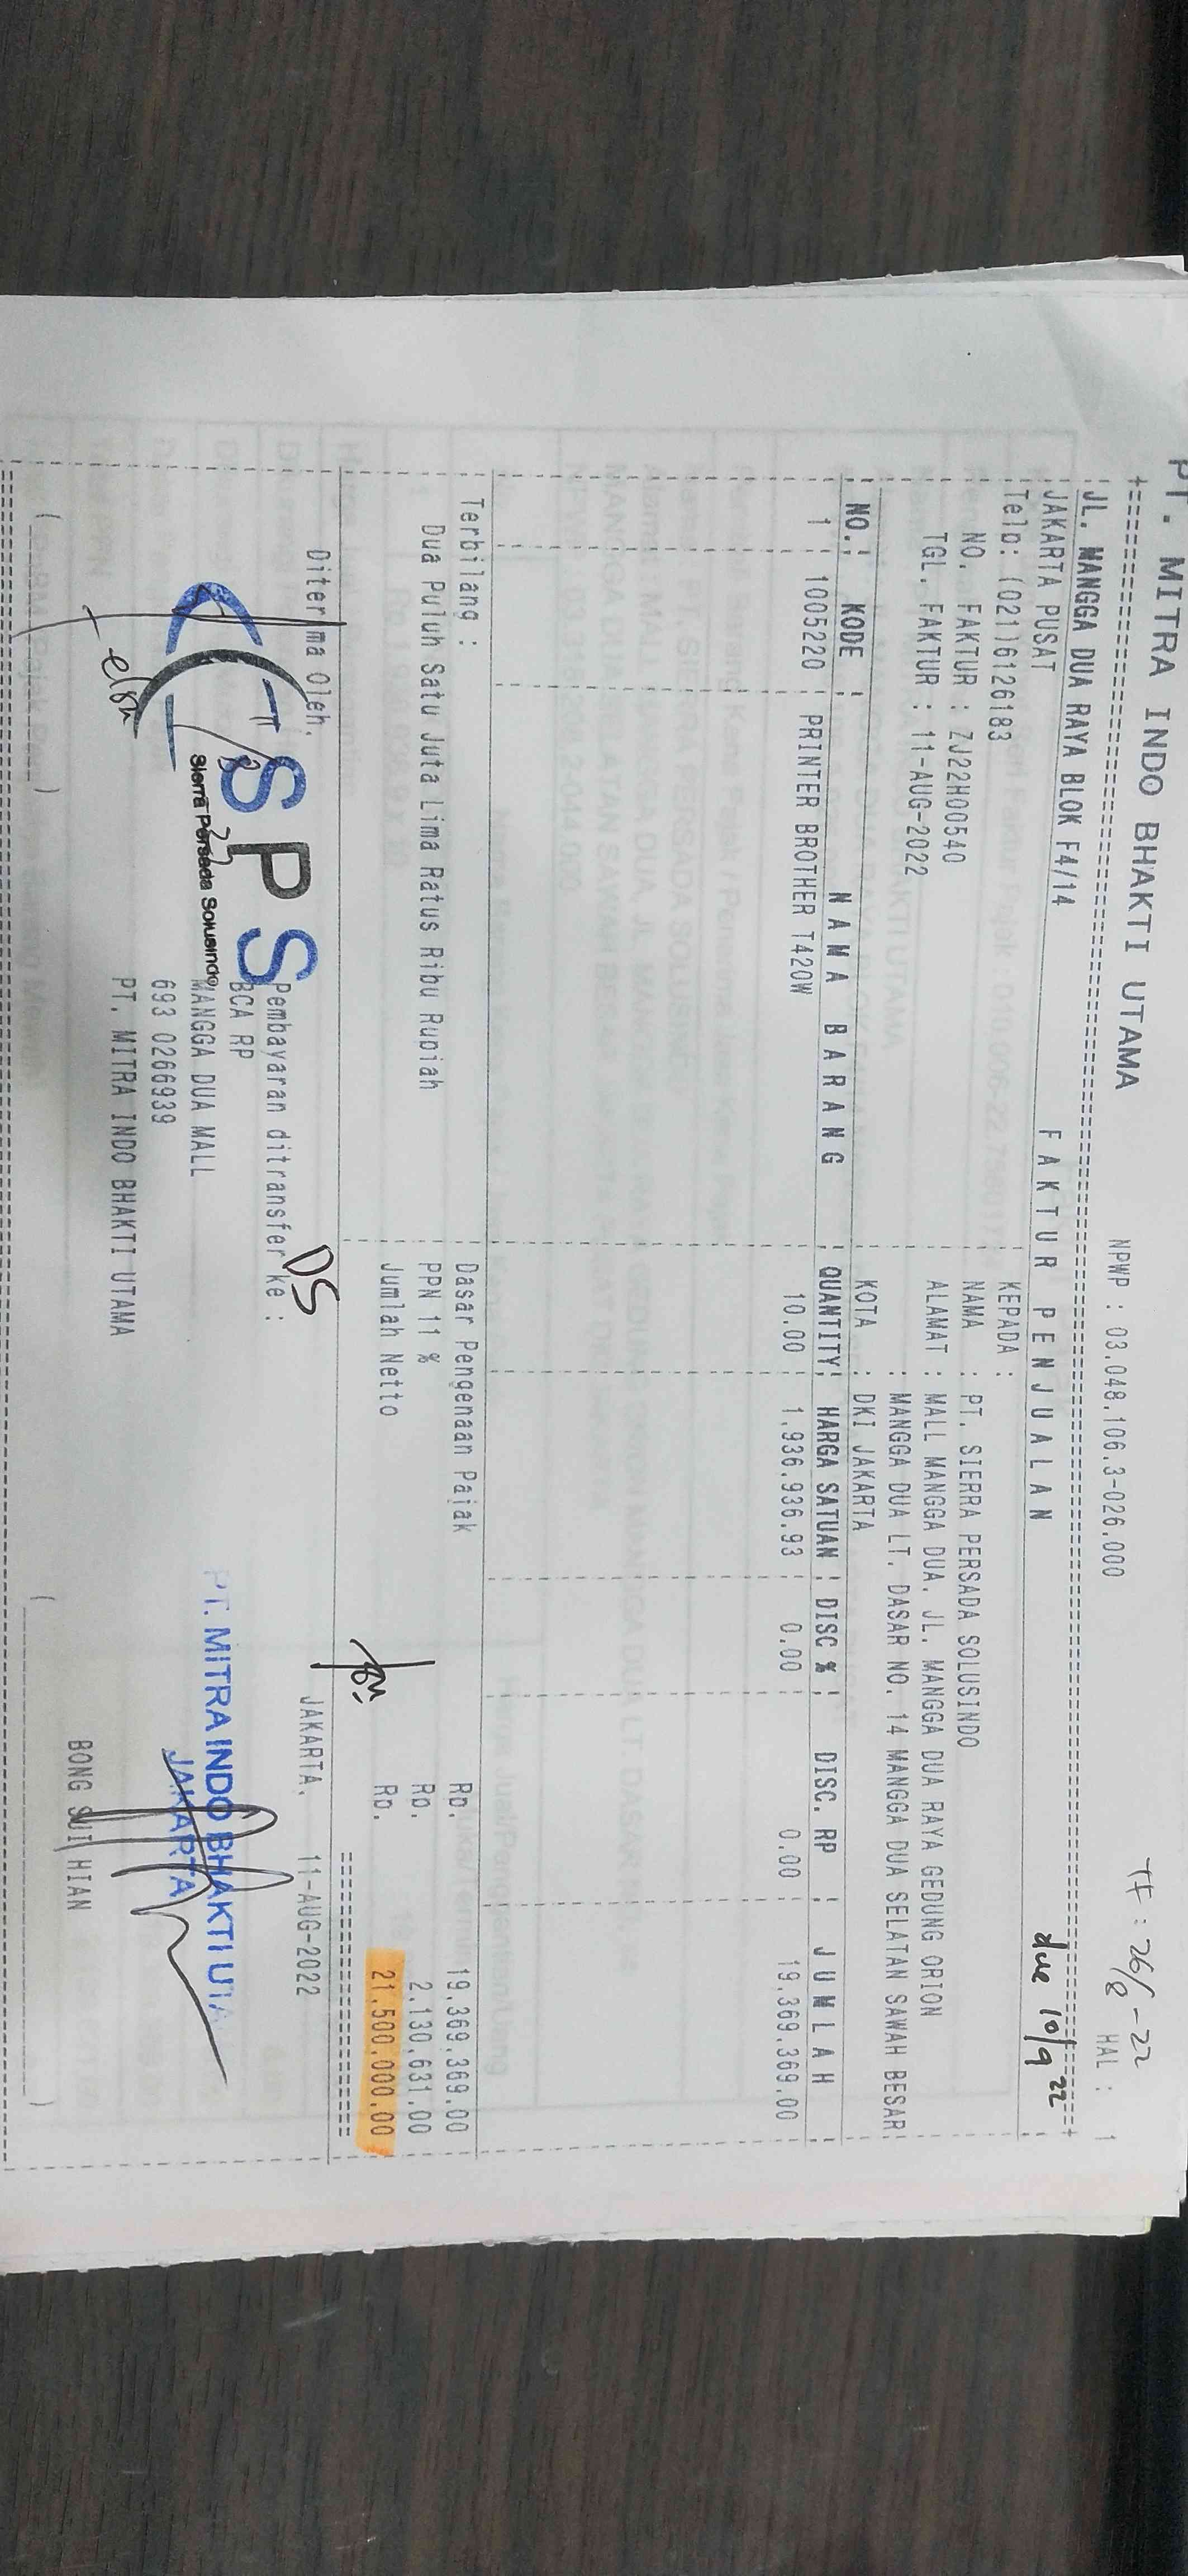 PT. MITRA INDO BHAKTI UTAMA
NPWP : 03.048.106.3-026.000
TF : 26/8-22
HAL : 1
JL. MANGGA DUA RAYA BLOK F4/14
JAKARTA PUSAT
FAKTUR PENJUALAN
due 10/9 22
Telp: (021)6126183
KEPADA :
NO. FAKTUR : ZJ22H00540
NAMA : PT. SIERRA PERSADA SOLUSINDO
TGL. FAKTUR : 11-AUG-2022
ALAMAT : MALL MANGGA DUA. JL. MANGGA DUA RAYA GEDUNG ORION
: MANGGA DUA LT. DASAR NO. 14 MANGGA DUA SELATAN SAWAH BESAR
KOTA : DKI JAKARTA
NO. KODE NAMA BARANG QUANTITY HARGA SATUAN DISC % DISC. RP JUMLAH
1 1005220 PRINTER BROTHER T420W 10.00 1.936.936.93 0.00 0.00 19.369.369.00
Terbilang :
Dasar Pengenaan Pajak Rp. 19.369.369.00
Dua Puluh Satu Juta Lima Ratus Ribu Rupiah
PPN 11 % Rp. 2.130.631.00
Jumlah Netto Rp. 21.500.000.00
Diterima Oleh.
DS
JAKARTA. 11-AUG-2022
Pembayaran ditransfer ke :
SPS
Sierra Persada Solusindo
BCA RP
MANGGA DUA MALL
693 0266939
PT. MITRA INDO BHAKTI UTAMA
PT. MITRA INDO BHAKTI UTA
JAKARTA
BONG SUI HIAN